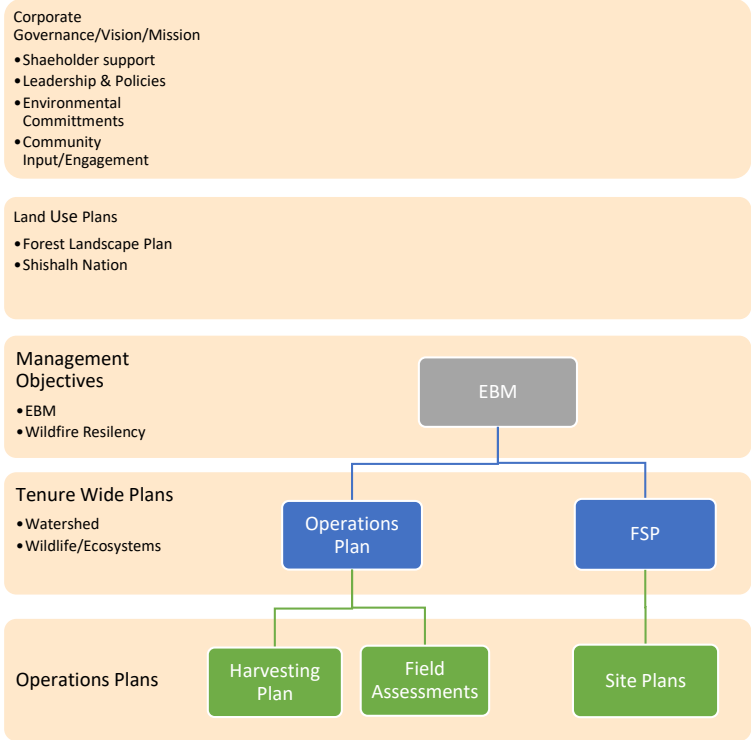 Corporate
Governance/Vision/Mission
•Shaeholder support
•Leadership & Policies
•Environmental
Committments
•Community
Input/Engagement
Land Use Plans
•Forest Landscape Plan
•Shishalh Nation
Management
Objectives
•EBM
•Wildfire Resilency
EBM
Tenure Wide Plans
•Watershed
•Wildlife/Ecosystems
Operations
Plan
FSP
Operations Plans
Harvesting
Plan
Field
Assessments
Site Plans